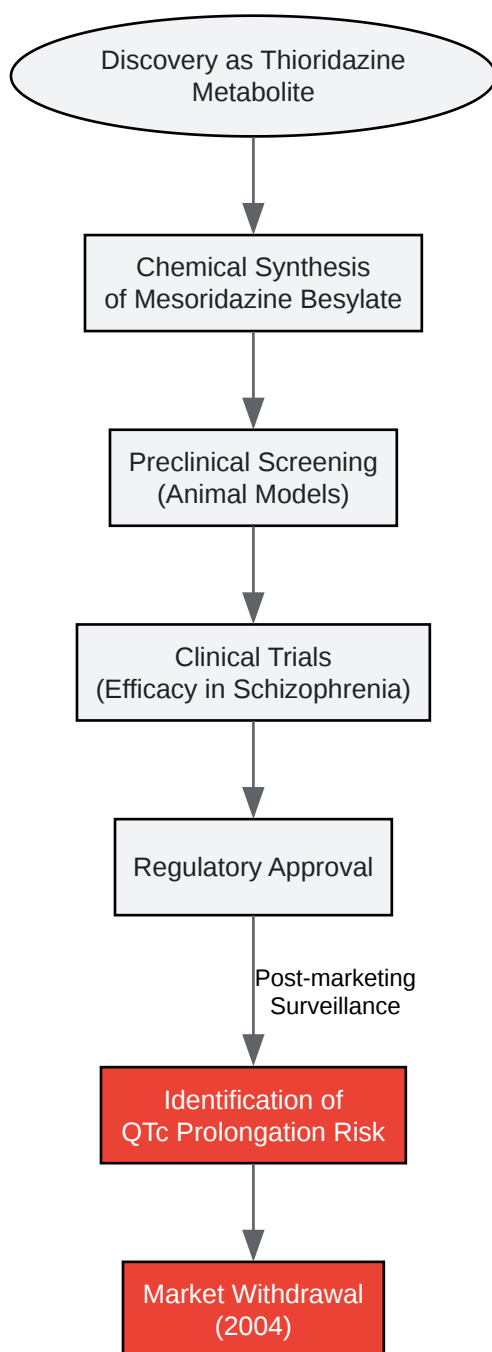 Discovery as Thioridazine
Metabolite
Chemical Synthesis
of Mesoridazine Besylate
Preclinical Screening
(Animal Models)
Clinical Trials
(Efficacy in Schizophrenia)
Regulatory Approval
Post-marketing
Surveillance
Identification of
QTc Prolongation Risk
Market Withdrawal
(2004)